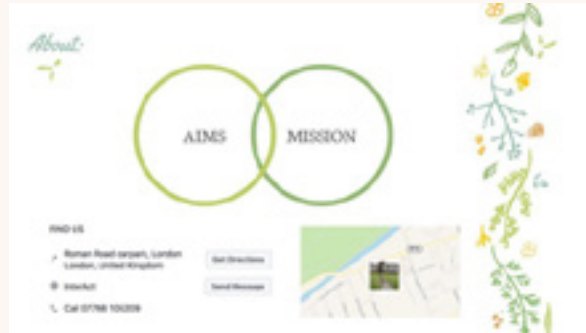 About:
AIMS
MISSION
FIND US
Roman Road carpark, London
London, United Kingdom
Get Directions
InterAct
Send Message
Call 07766 105209